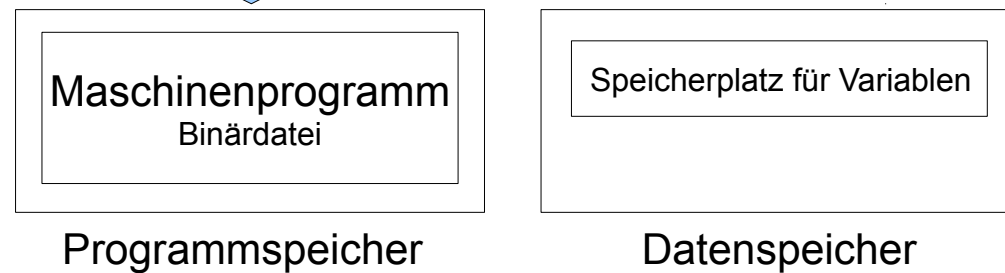 Maschinenprogramm
Binärdatei
Programmspeicher
Speicherplatz für Variablen
Datenspeicher